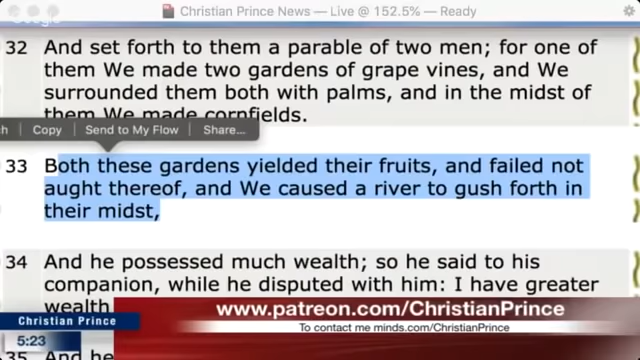 Christian Prince News — Live @ 152.5% — Ready
32 And set forth to them a parable of two men; for one of
them We made two gardens of grape vines, and We
surrounded them both with palms, and in the midst of
them We made cornfields.
ch Copy Send to My Flow Share...
33 Both these gardens yielded their fruits, and failed not
aught thereof, and We caused a river to gush forth in
their midst,
34 And he possessed much wealth; so he said to his
companion, while he disputed with him: I have greater
wealth
www.patreon.com/ChristianPrince
Christian Prince
To contact me minds.com/ChristianPrince
5:23
35 And he